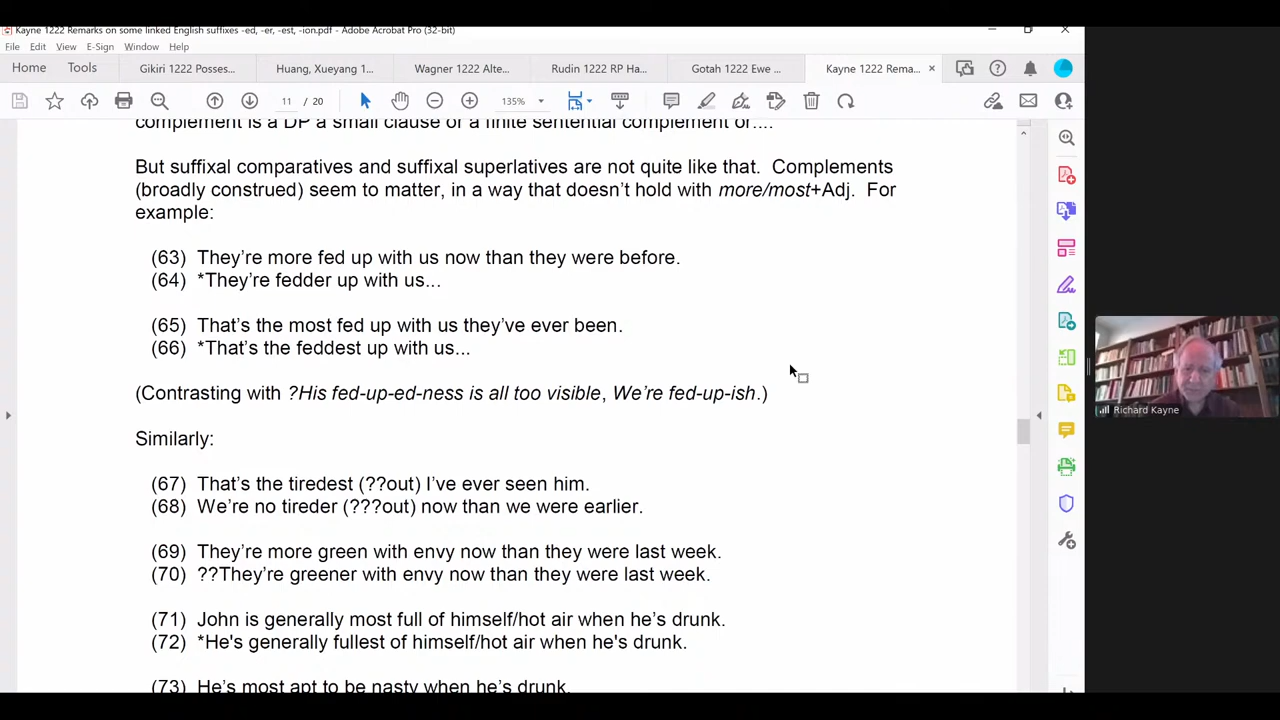 Kayne 1222 Remarks on some linked English suffixes -ed, -er, -est, -ion.pdf - Adobe Acrobat Pro (32-bit)
File Edit View E-Sign Window Help
Home Tools Gikiri 1222 Posses... Huang, Xueyang 1... Wagner 1222 Alte... Rudin 1222 RP Ha... Gotah 1222 Ewe ... Kayne 1222 Rema... ×
11 / 20 135%
complement is a DP a small clause or a finite sentential complement or....
But suffixal comparatives and suffixal superlatives are not quite like that. Complements
(broadly construed) seem to matter, in a way that doesn't hold with more/most+Adj. For
example:
(63) They're more fed up with us now than they were before.
(64) *They're fedder up with us...
(65) That's the most fed up with us they've ever been.
(66) *That's the feddest up with us...
(Contrasting with ?His fed-up-ed-ness is all too visible, We're fed-up-ish.)
Similarly:
(67) That's the tiredest (??out) I've ever seen him.
(68) We're no tireder (???out) now than we were earlier.
(69) They're more green with envy now than they were last week.
(70) ??They're greener with envy now than they were last week.
(71) John is generally most full of himself/hot air when he's drunk.
(72) *He's generally fullest of himself/hot air when he's drunk.
(73) He's most apt to be nasty when he's drunk.
Richard Kayne